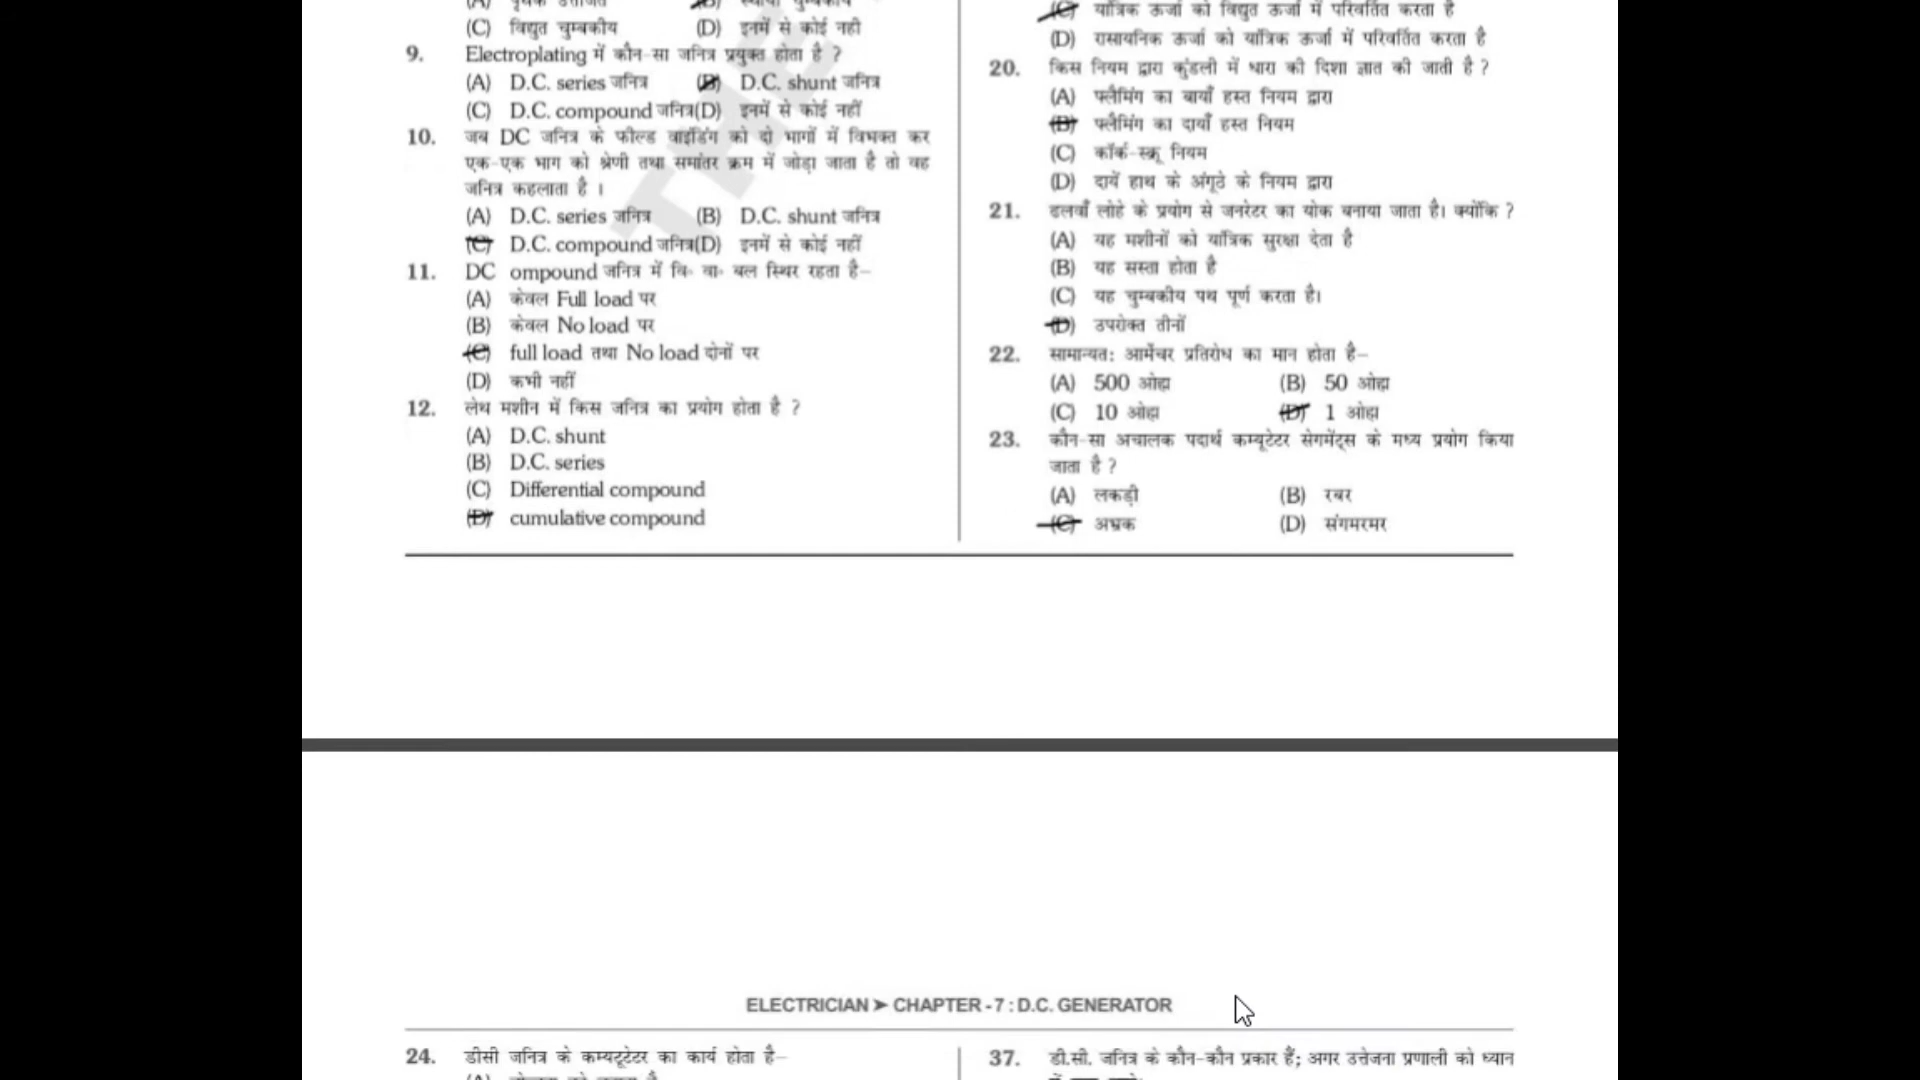 (C) विद्युत चुम्बकीय (D) इनमें से कोई नही
9. Electroplating में कौन-सा जनित्र प्रयुक्त होता है ?
(A) D.C. series जनित्र (B) D.C. shunt जनित्र
(C) D.C. compound जनित्र(D) इनमें से कोई नहीं
10. जब DC जनित्र के फील्ड वाइंडिंग को दो भागों में विभक्त कर
एक-एक भाग को श्रेणी तथा समांतर क्रम में जोड़ा जाता है तो वह
जनित्र कहलाता है ।
(A) D.C. series जनित्र (B) D.C. shunt जनित्र
(C) D.C. compound जनित्र(D) इनमें से कोई नहीं
11. DC ompound जनित्र में वि॰ वा॰ बल स्थिर रहता है–
(A) केवल Full load पर
(B) केवल No load पर
(C) full load तथा No load दोनों पर
(D) कभी नहीं
12. लेथ मशीन में किस जनित्र का प्रयोग होता है ?
(A) D.C. shunt
(B) D.C. series
(C) Differential compound
(D) cumulative compound
(C) यांत्रिक ऊर्जा को विद्युत ऊर्जा में परिवर्तित करता है
(D) रासायनिक ऊर्जा को यांत्रिक ऊर्जा में परिवर्तित करता है
20. किस नियम द्वारा कुंडली में धारा की दिशा ज्ञात की जाती है ?
(A) फ्लैमिंग का बायाँ हस्त नियम द्वारा
(B) फ्लैमिंग का दायाँ हस्त नियम
(C) कॉर्क-स्क्रू नियम
(D) दायें हाथ के अंगूठे के नियम द्वारा
21. ढलवाँ लोहे के प्रयोग से जनरेटर का योक बनाया जाता है। क्योंकि ?
(A) यह मशीनों को यांत्रिक सुरक्षा देता है
(B) यह सस्ता होता है
(C) यह चुम्बकीय पथ पूर्ण करता है।
(D) उपरोक्त तीनों
22. सामान्यत: आर्मेचर प्रतिरोध का मान होता है–
(A) 500 ओह्म (B) 50 ओह्म
(C) 10 ओह्म (D) 1 ओह्म
23. कौन-सा अचालक पदार्थ कम्यूटेटर सेगमेंट्स के मध्य प्रयोग किया
जाता है ?
(A) लकड़ी (B) रबर
(C) अभ्रक (D) संगमरमर
ELECTRICIAN ➤ CHAPTER - 7 : D.C. GENERATOR
24. डीसी जनित्र के कम्यटूटेटर का कार्य होता है–
37. डी.सी. जनित्र के कौन-कौन प्रकार हैं; अगर उत्तेजना प्रणाली को ध्यान